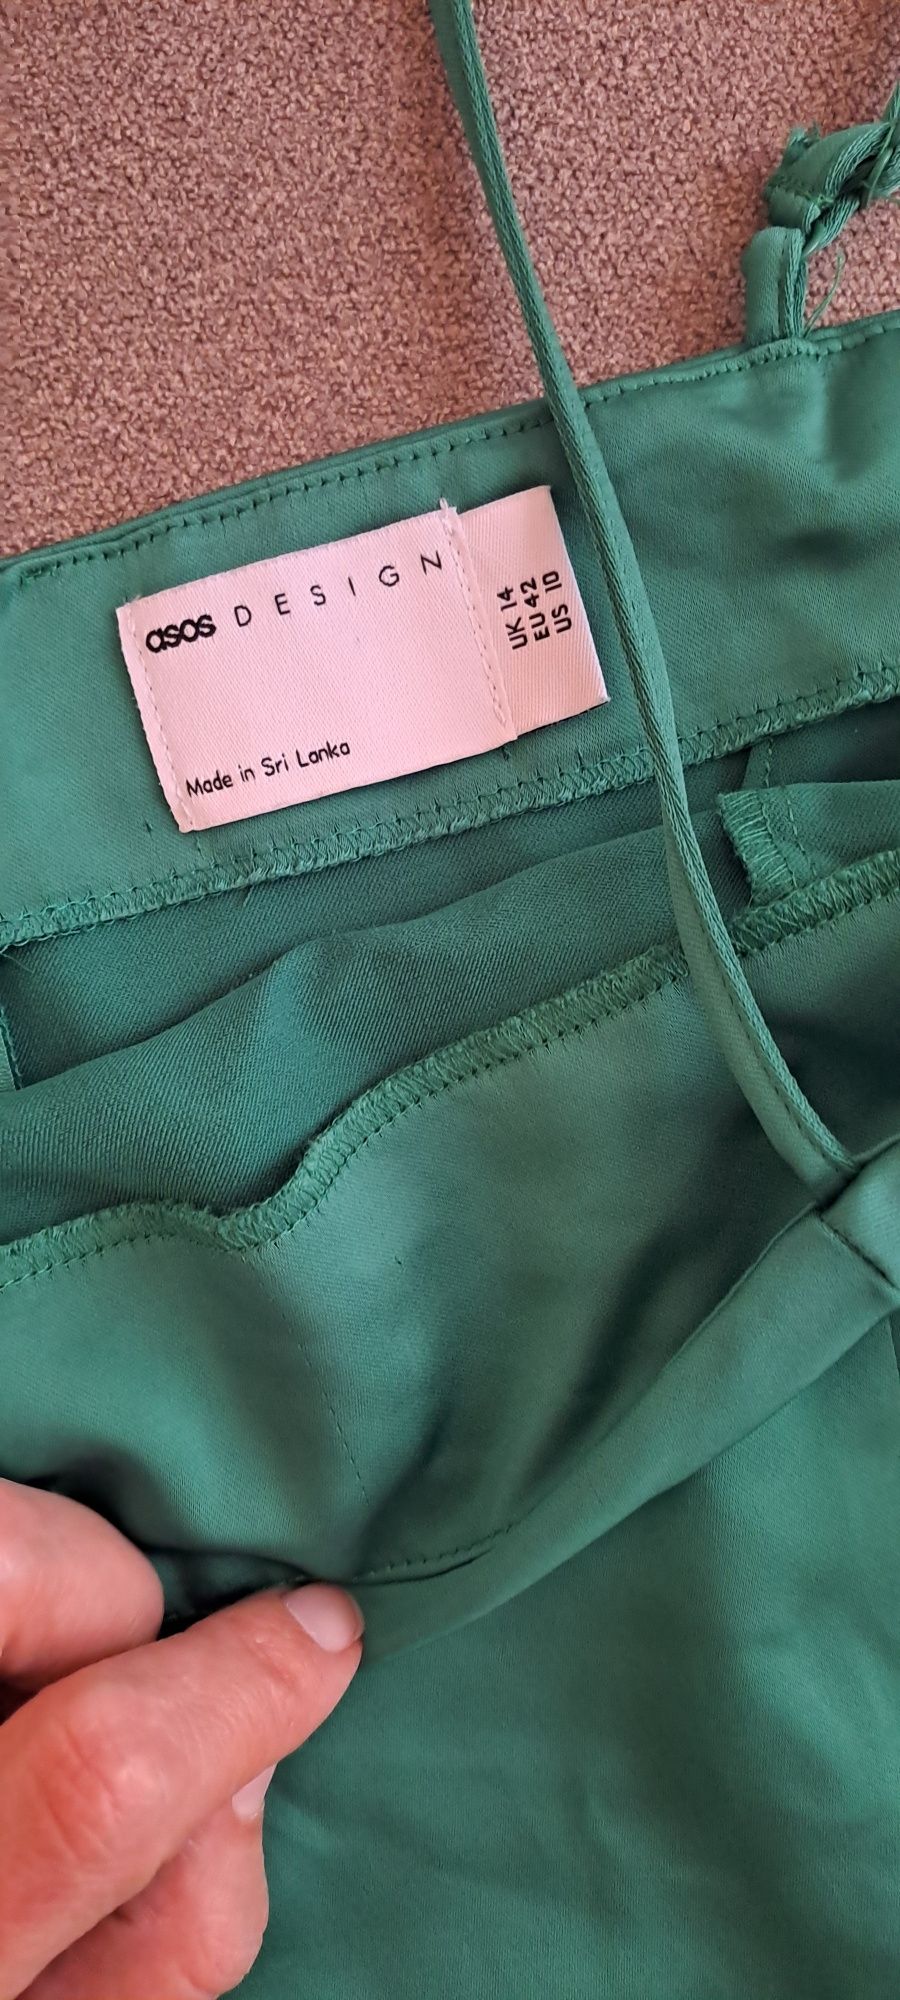 asos DESIGN
Made in Sri Lanka
UK 14
EU 42
US 10